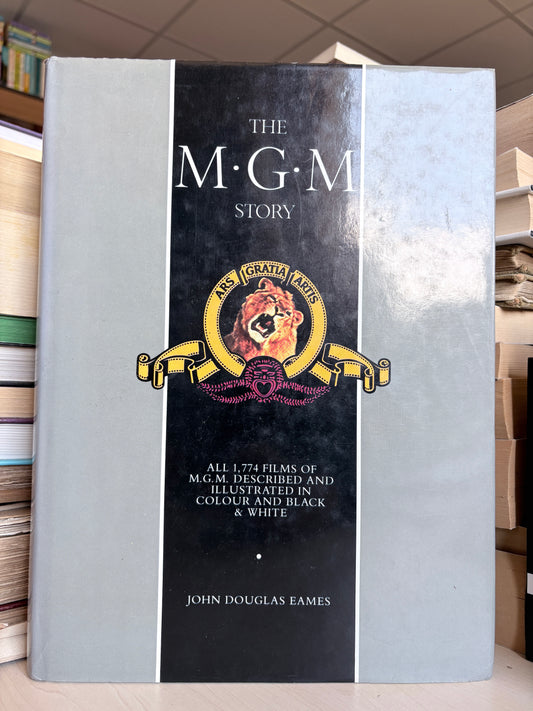 THE
M·G·M
STORY
ARS GRATIA ARTIS
ALL 1,774 FILMS OF
M.G.M. DESCRIBED AND
ILLUSTRATED IN
COLOUR AND BLACK
& WHITE
•
JOHN DOUGLAS EAMES